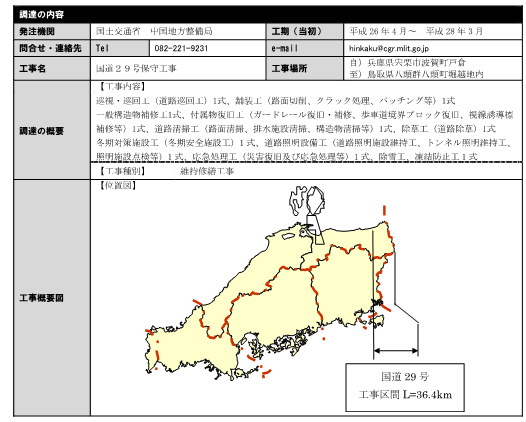 調達の内容
発注機関 国土交通省 中国地方整備局 工期（当初） 平成26年4月～ 平成28年3月
問合せ・連絡先 Tel 082-221-9231 e-mail hinkaku@cgr.mlit.go.jp
工事名 国道29号保守工事 工事場所 自）兵庫県宍粟市波賀町戸倉
至）鳥取県八頭群八頭町堀越地内
調達の概要
【工事内容】
巡視・巡回工（道路巡回工）1式、舗装工（路面切削、クラック処理、パッチング等）1式
一般構造物補修工1式、付属物復旧工（ガードレール復旧・補修、歩車道境界ブロック復旧、視線誘導標
補修等）1式、道路清掃工（路面清掃、排水施設清掃、構造物清掃等）1式、除草工（道路除草）1式
冬期対策施設工（冬期安全施設工）1式、道路照明設備工（道路照明施設維持工、トンネル照明維持工、
照明施設点検等）1式、応急処理工（災害復旧及び応急処理等）1式、除雪工、凍結防止工1式
【工事種別】 維持修繕工事
工事概要図
【位置図】
国道29号
工事区間 L=36.4km